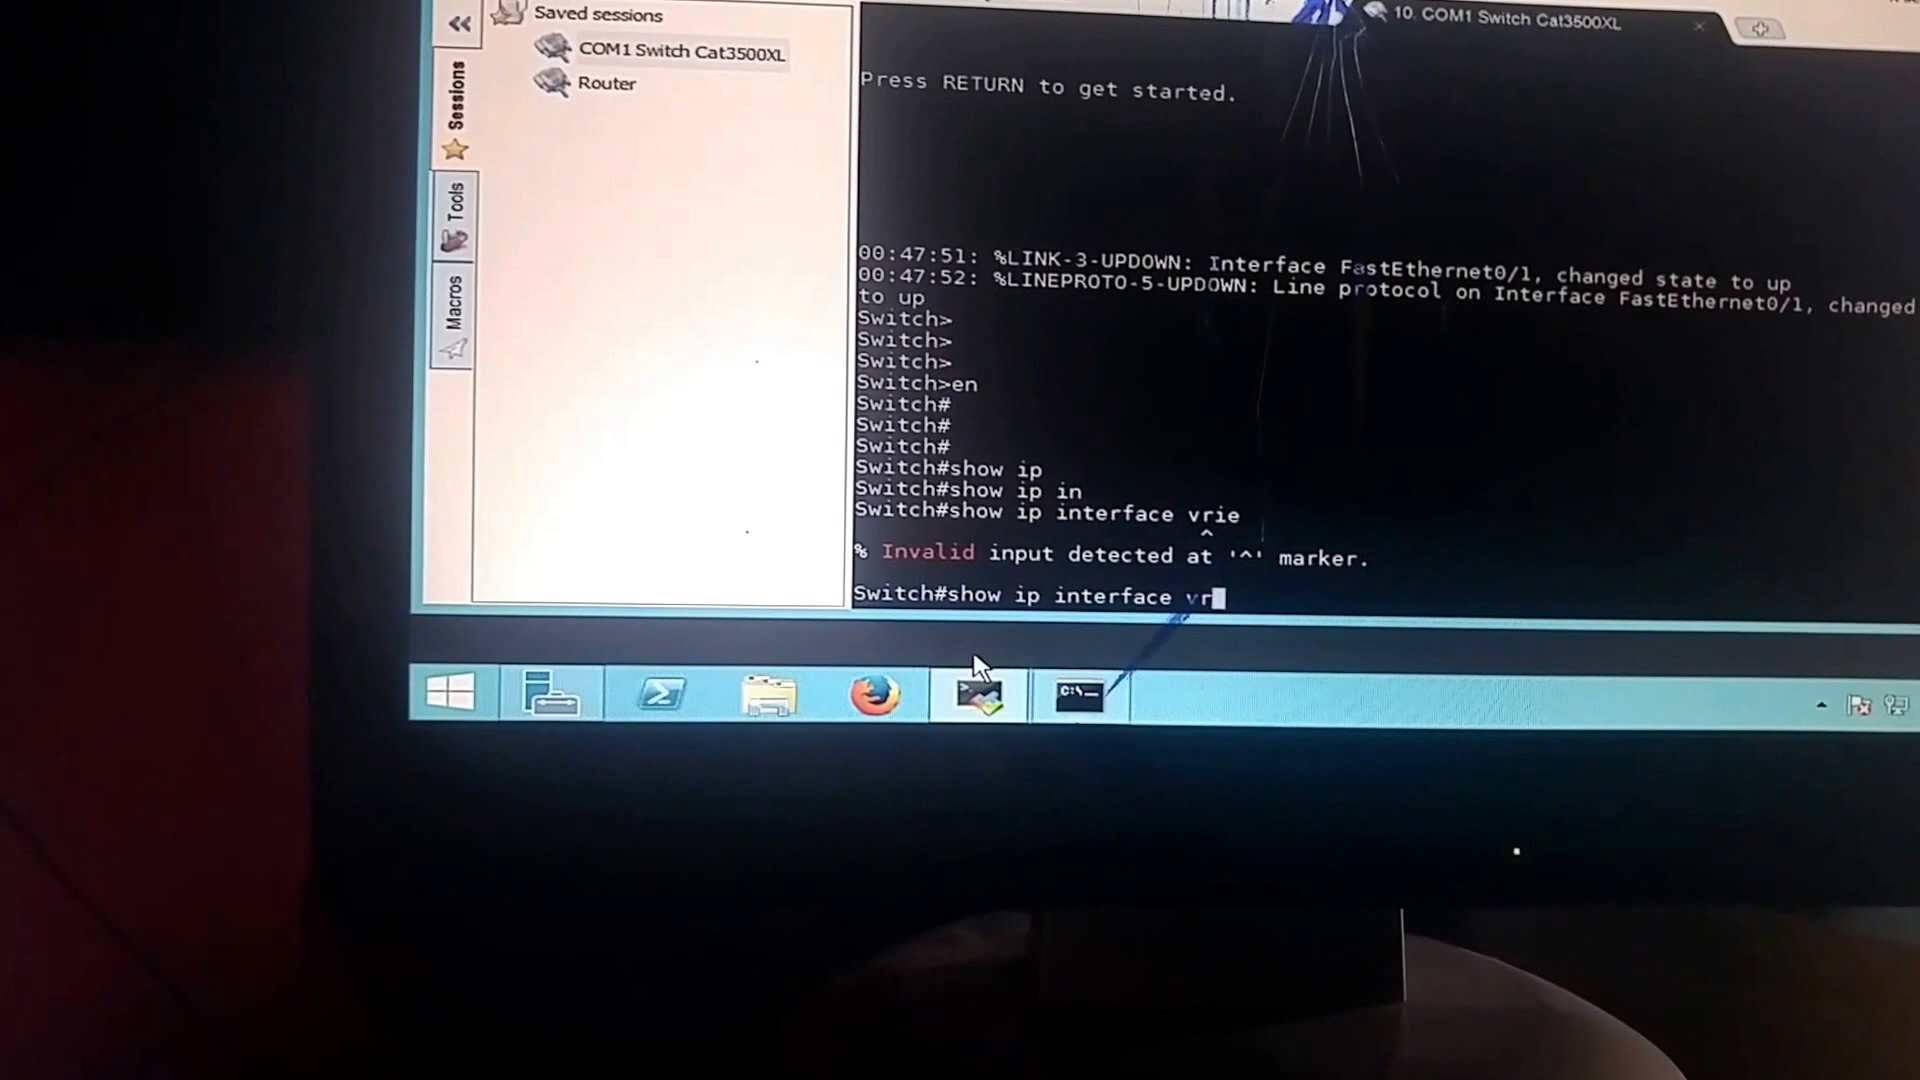 Saved sessions
COM1 Switch Cat3500XL
Router
Sessions
Tools
Macros
10. COM1 Switch Cat3500XL
Press RETURN to get started.
00:47:51: %LINK-3-UPDOWN: Interface FastEthernet0/1, changed state to up
00:47:52: %LINEPROTO-5-UPDOWN: Line protocol on Interface FastEthernet0/1, changed
to up
Switch>
Switch>
Switch>
Switch>en
Switch#
Switch#
Switch#
Switch#show ip
Switch#show ip in
Switch#show ip interface vrie
^
% Invalid input detected at '^' marker.
Switch#show ip interface vr
C:\_